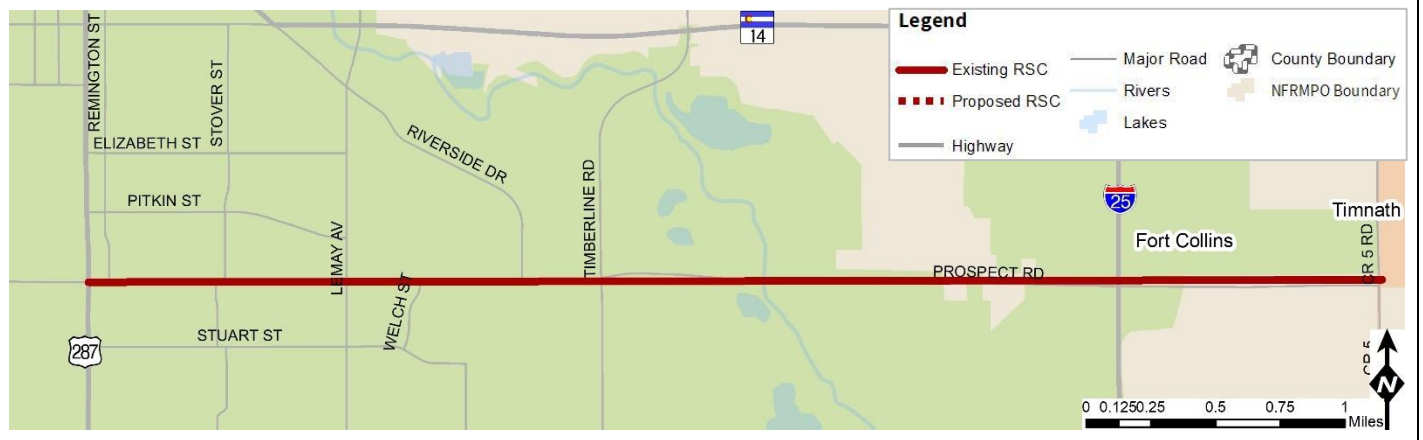 REMINGTON ST
STOVER ST
ELIZABETH ST
PITKIN ST
LEMAY AV
RIVERSIDE DR
TIMBERLINE RD
WELCH ST
STUART ST
287
14
25
Fort Collins
Timnath
PROSPECT RD
CR 5 RD
CR 5
Legend
Existing RSC
Proposed RSC
Highway
Major Road
Rivers
Lakes
County Boundary
NFRMPO Boundary
N
0 0.125 0.25 0.5 0.75 1
Miles